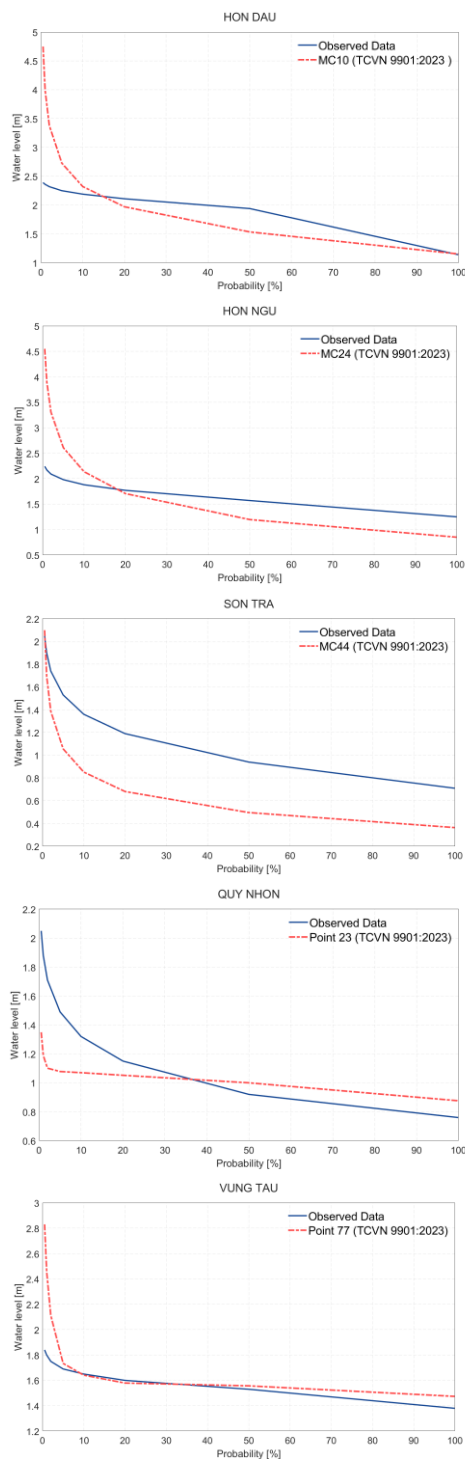 HON DAU
5
4.5
4
3.5
3
2.5
2
1.5
1
Water level [m]
Observed Data
MC10 (TCVN 9901:2023 )
0 10 20 30 40 50 60 70 80 90 100
Probability [%]
HON NGU
5
4.5
4
3.5
3
2.5
2
1.5
1
0.5
Water level [m]
Observed Data
MC24 (TCVN 9901:2023)
0 10 20 30 40 50 60 70 80 90 100
Probability [%]
SON TRA
2.2
2
1.8
1.6
1.4
1.2
1
0.8
0.6
0.4
0.2
Water level [m]
Observed Data
MC44 (TCVN 9901:2023)
0 10 20 30 40 50 60 70 80 90 100
Probability [%]
QUY NHON
2.2
2
1.8
1.6
1.4
1.2
1
0.8
0.6
Water level [m]
Observed Data
Point 23 (TCVN 9901:2023)
0 10 20 30 40 50 60 70 80 90 100
Probability [%]
VUNG TAU
3
2.8
2.6
2.4
2.2
2
1.8
1.6
1.4
1.2
Water level [m]
Observed Data
Point 77 (TCVN 9901:2023)
0 10 20 30 40 50 60 70 80 90 100
Probability [%]